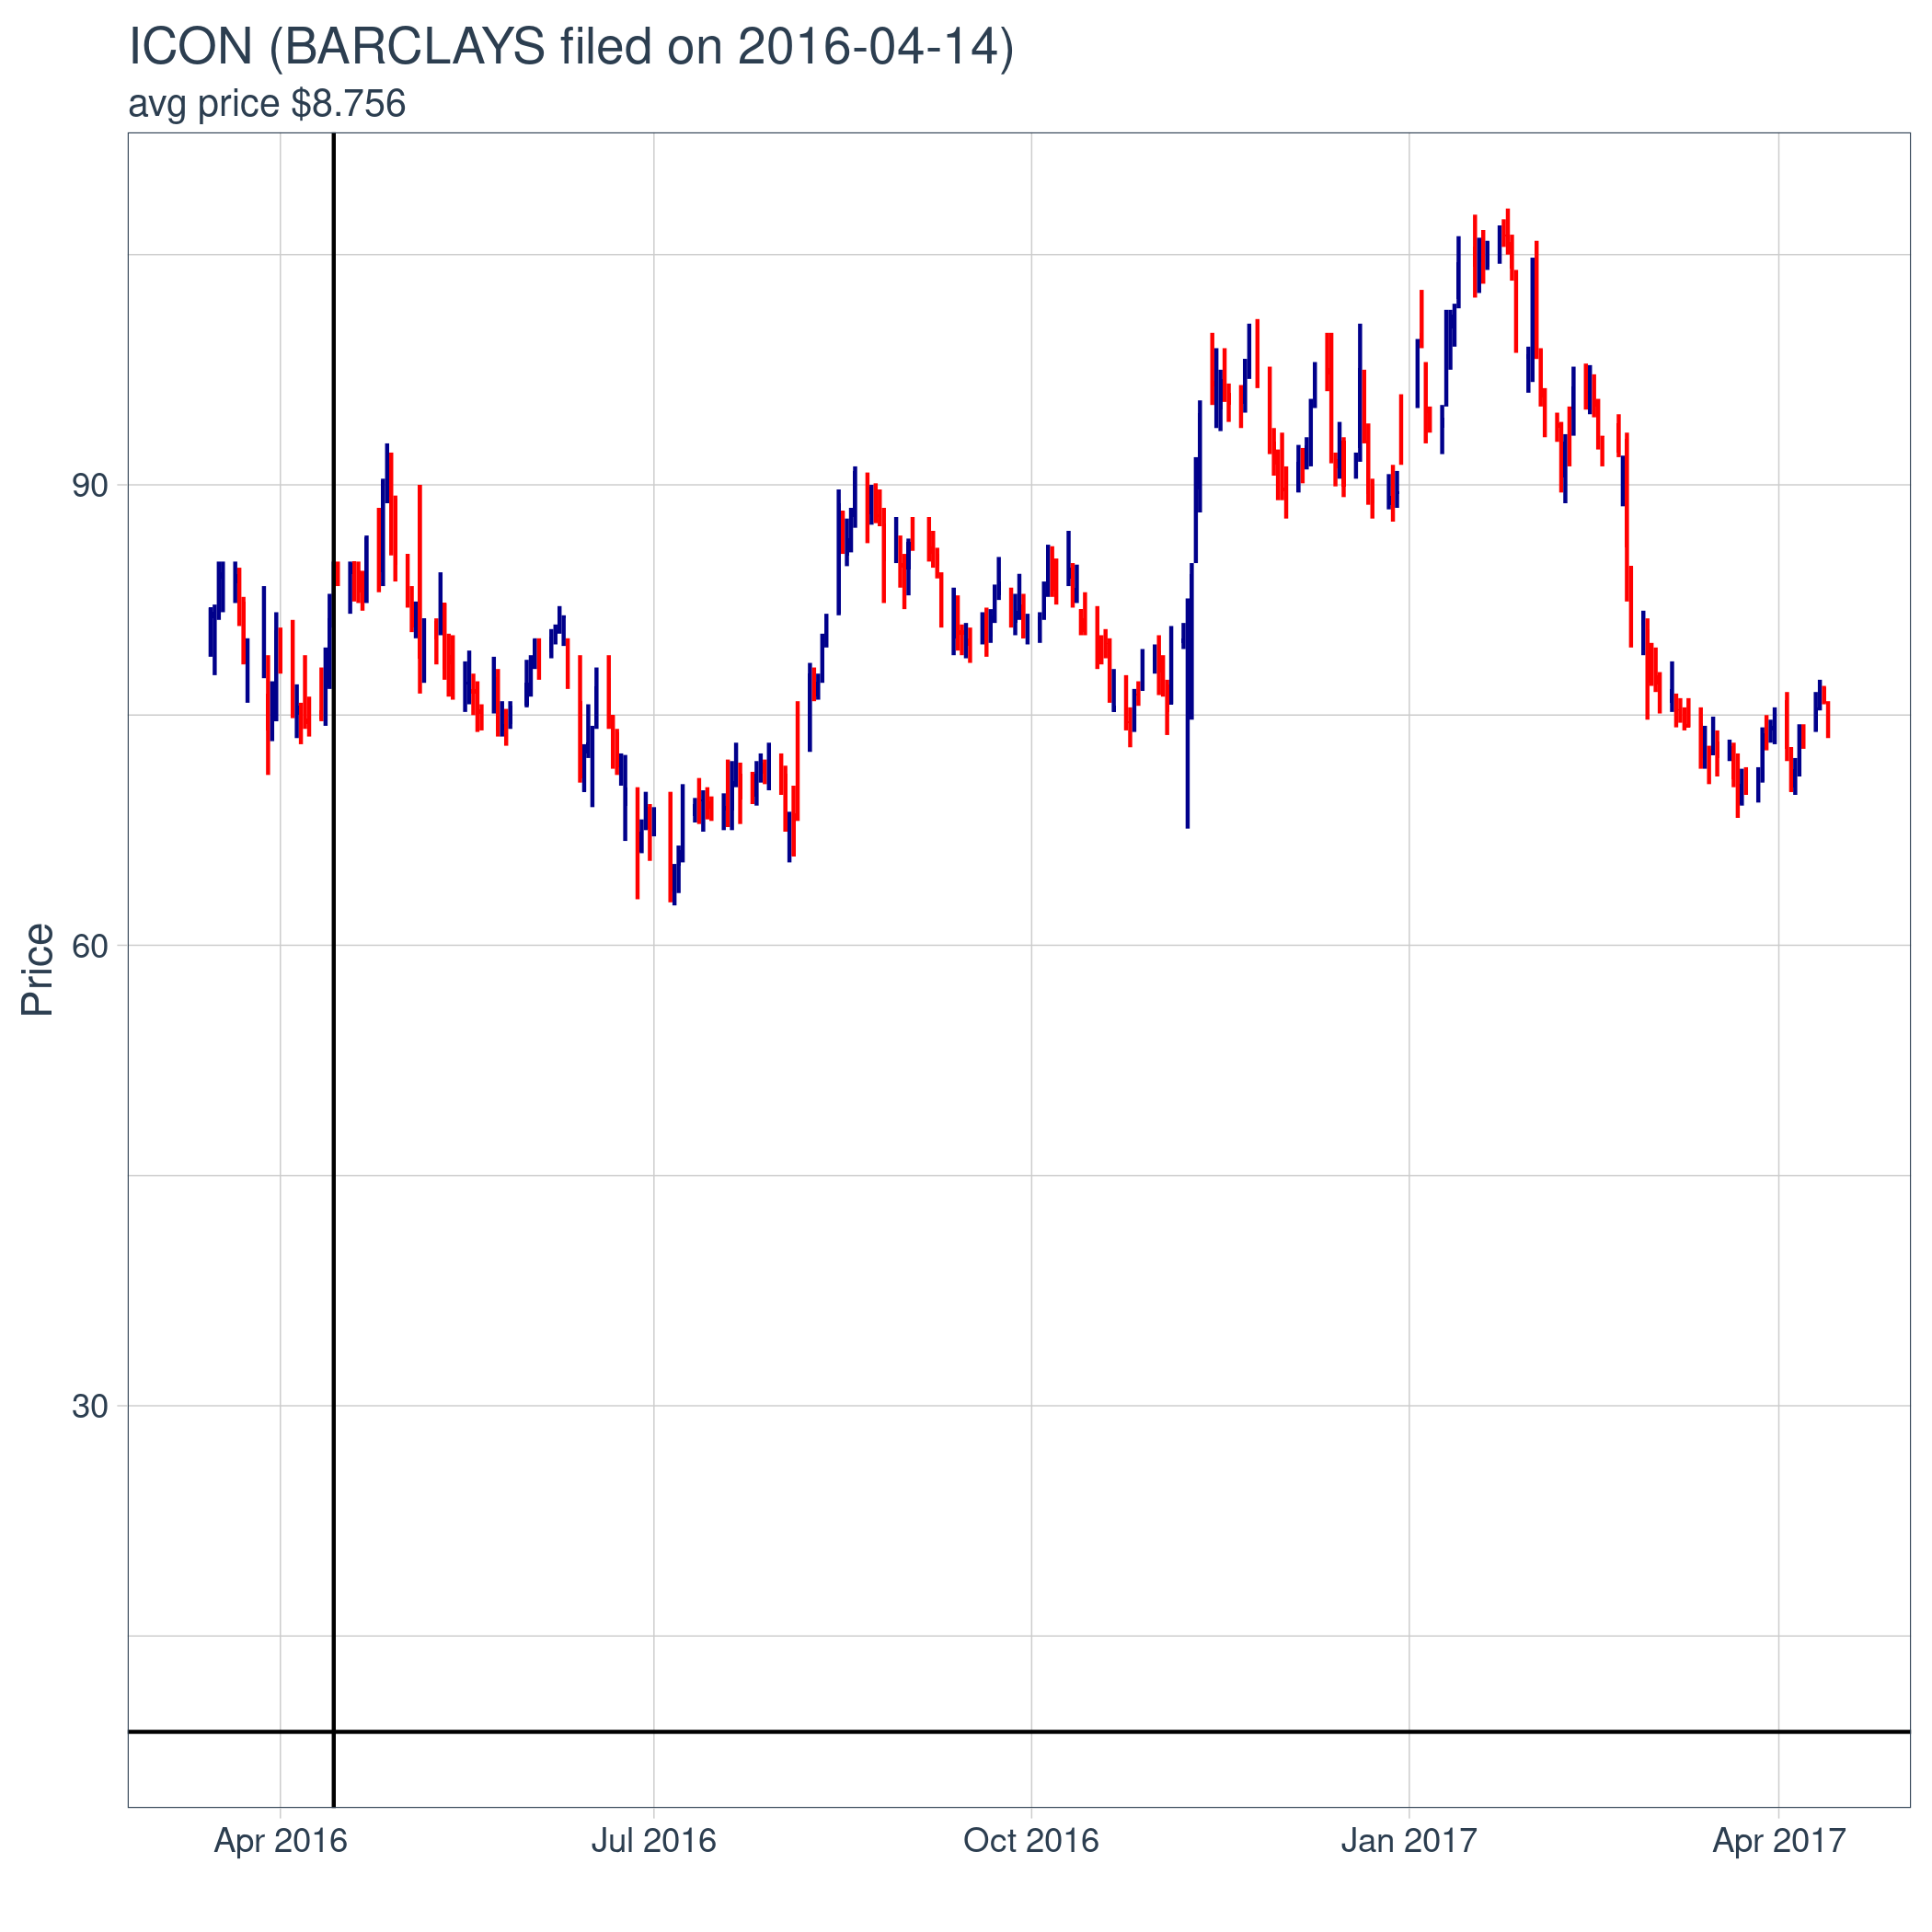 ICON (BARCLAYS filed on 2016-04-14)
avg price $8.756
90
60
30
Price
Apr 2016
Jul 2016
Oct 2016
Jan 2017
Apr 2017